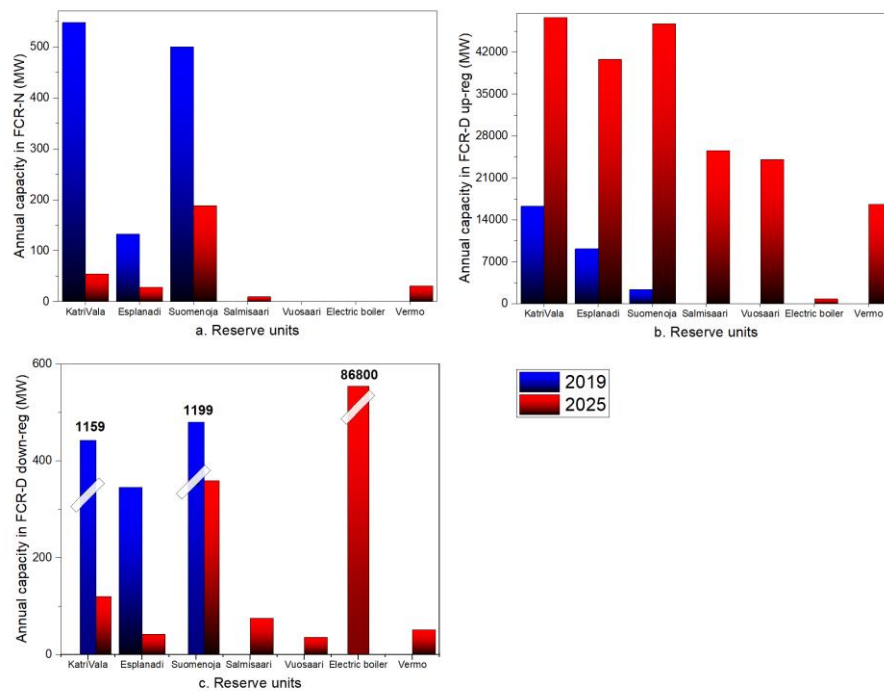 Annual capacity in FCR-N (MW)
500
400
300
200
100
0
KatriVala Esplanadi Suomenoja Salmisaari Vuosaari Electric boiler Vermo
a. Reserve units
Annual capacity in FCR-D up-reg (MW)
42000
35000
28000
21000
14000
7000
0
KatriVala Esplanadi Suomenoja Salmisaari Vuosaari Electric boiler Vermo
b. Reserve units
Annual capacity in FCR-D down-reg (MW)
600
400
200
0
1159
1199
86800
KatriVala Esplanadi Suomenoja Salmisaari Vuosaari Electric boiler Vermo
c. Reserve units
2019
2025